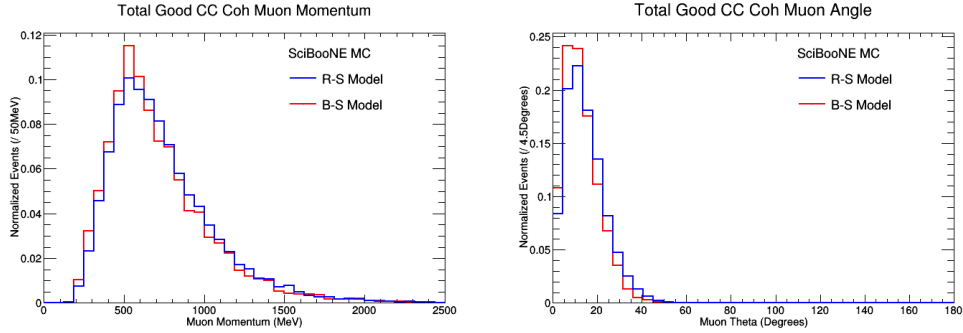 Total Good CC Coh Muon Momentum
Normalized Events (/ 50MeV)
0.12
0.1
0.08
0.06
0.04
0.02
0
SciBooNE MC
R-S Model
B-S Model
0 500 1000 1500 2000 2500
Muon Momentum (MeV)
Total Good CC Coh Muon Angle
Normalized Events (/ 4.5Degrees)
0.25
0.2
0.15
0.1
0.05
0
SciBooNE MC
R-S Model
B-S Model
0 20 40 60 80 100 120 140 160 180
Muon Theta (Degrees)